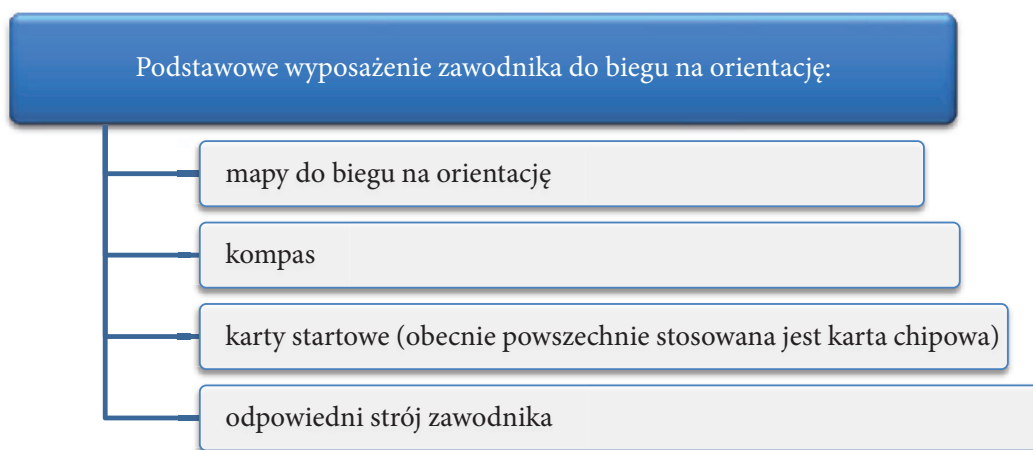 Podstawowe wyposażenie zawodnika do biegu na orientację:
mapy do biegu na orientację
kompas
karty startowe (obecnie powszechnie stosowana jest karta chipowa)
odpowiedni strój zawodnika